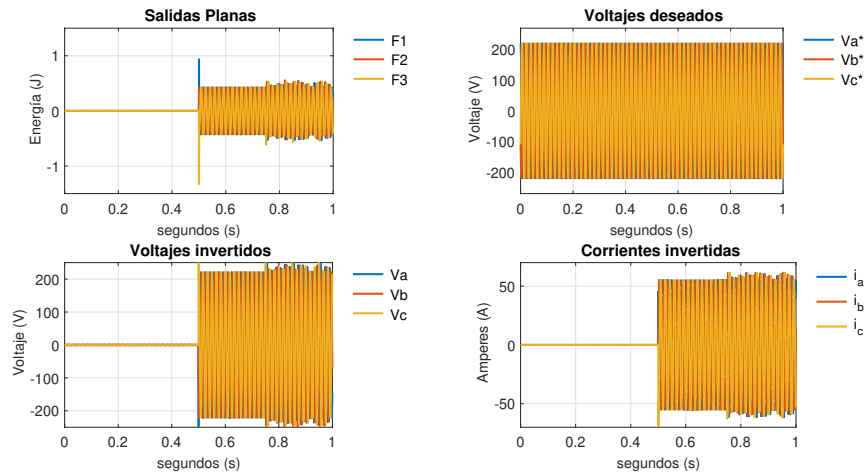 Salidas Planas
Energía (J)
1
0
-1
0 0.2 0.4 0.6 0.8 1
segundos (s)
F1
F2
F3
Voltajes deseados
Voltaje (V)
200
100
0
-100
-200
0 0.2 0.4 0.6 0.8 1
segundos (s)
Va*
Vb*
Vc*
Voltajes invertidos
Voltaje (V)
200
100
0
-100
-200
0 0.2 0.4 0.6 0.8 1
segundos (s)
Va
Vb
Vc
Corrientes invertidas
Amperes (A)
50
0
-50
0 0.2 0.4 0.6 0.8 1
segundos (s)
i_a
i_b
i_c